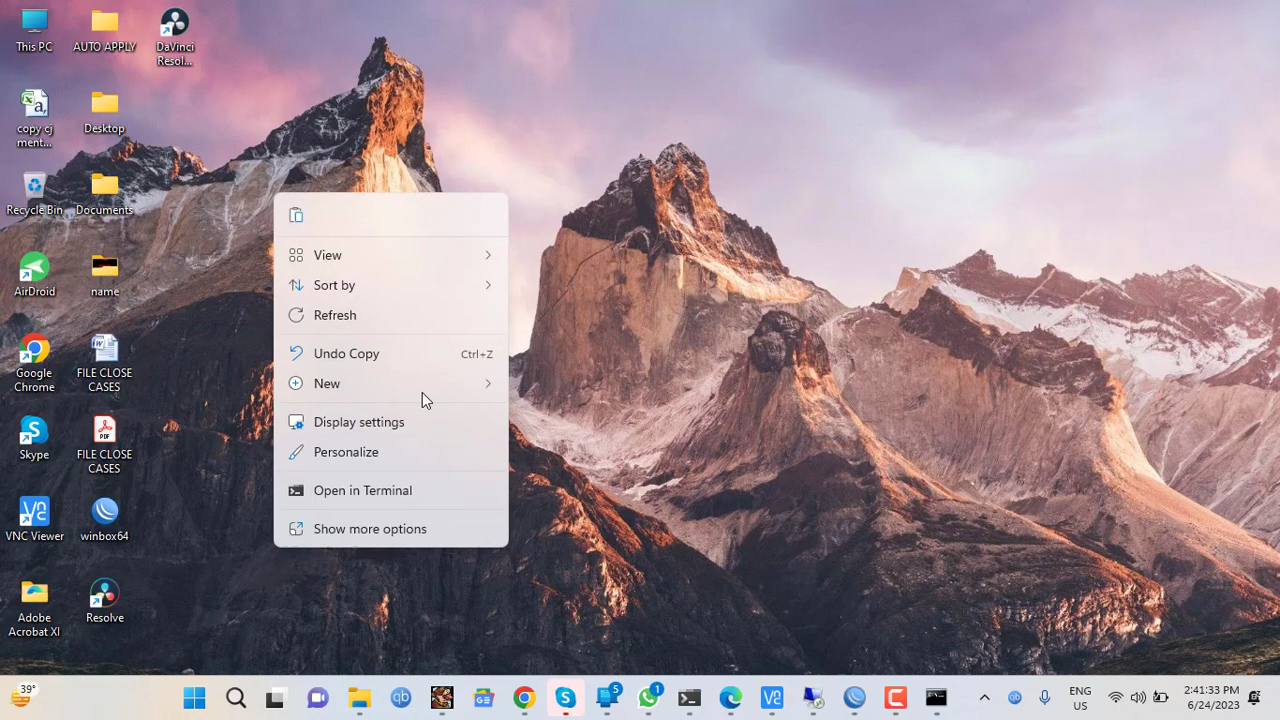 This PC
AUTO APPLY
DaVinci
Resol...
copy cj
ment...
Desktop
Recycle Bin
Documents
AirDroid
name
Google
Chrome
FILE CLOSE
CASES
Skype
FILE CLOSE
CASES
VNC Viewer
winbox64
Adobe
Acrobat XI
Resolve
View
Sort by
Refresh
Undo Copy Ctrl+Z
New
Display settings
Personalize
Open in Terminal
Show more options
39°
5
1
ENG
US
:41:33 PM
6/24/2023